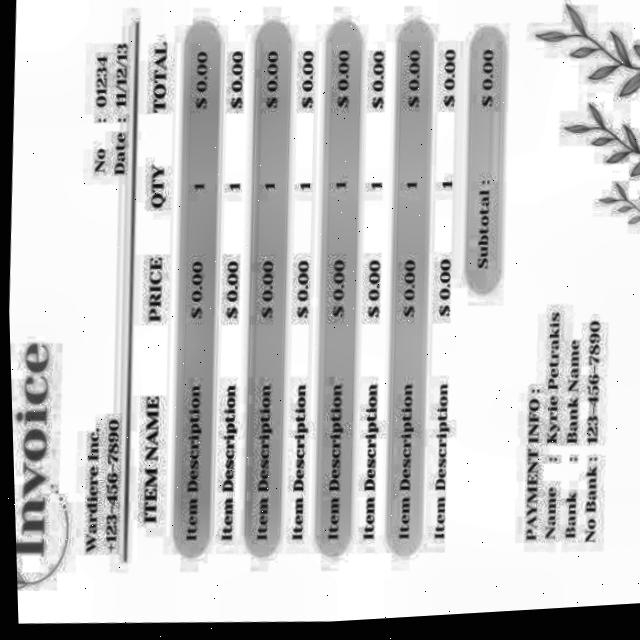 Invoice
Wardiere Inc.
+123-456-7890
No : 01234
Date : 11/12/13
ITEM NAME PRICE QTY TOTAL
Item Description $ 0.00 1 $ 0.00
Item Description $ 0.00 1 $ 0.00
Item Description $ 0.00 1 $ 0.00
Item Description $ 0.00 1 $ 0.00
Item Description $ 0.00 1 $ 0.00
Item Description $ 0.00 1 $ 0.00
Item Description $ 0.00 1 $ 0.00
Item Description $ 0.00 1 $ 0.00
Subtotal : $ 0.00
PAYMENT INFO :
Name : Kyrie Petrakis
Bank : Bank Name
No Bank : 123-456-7890